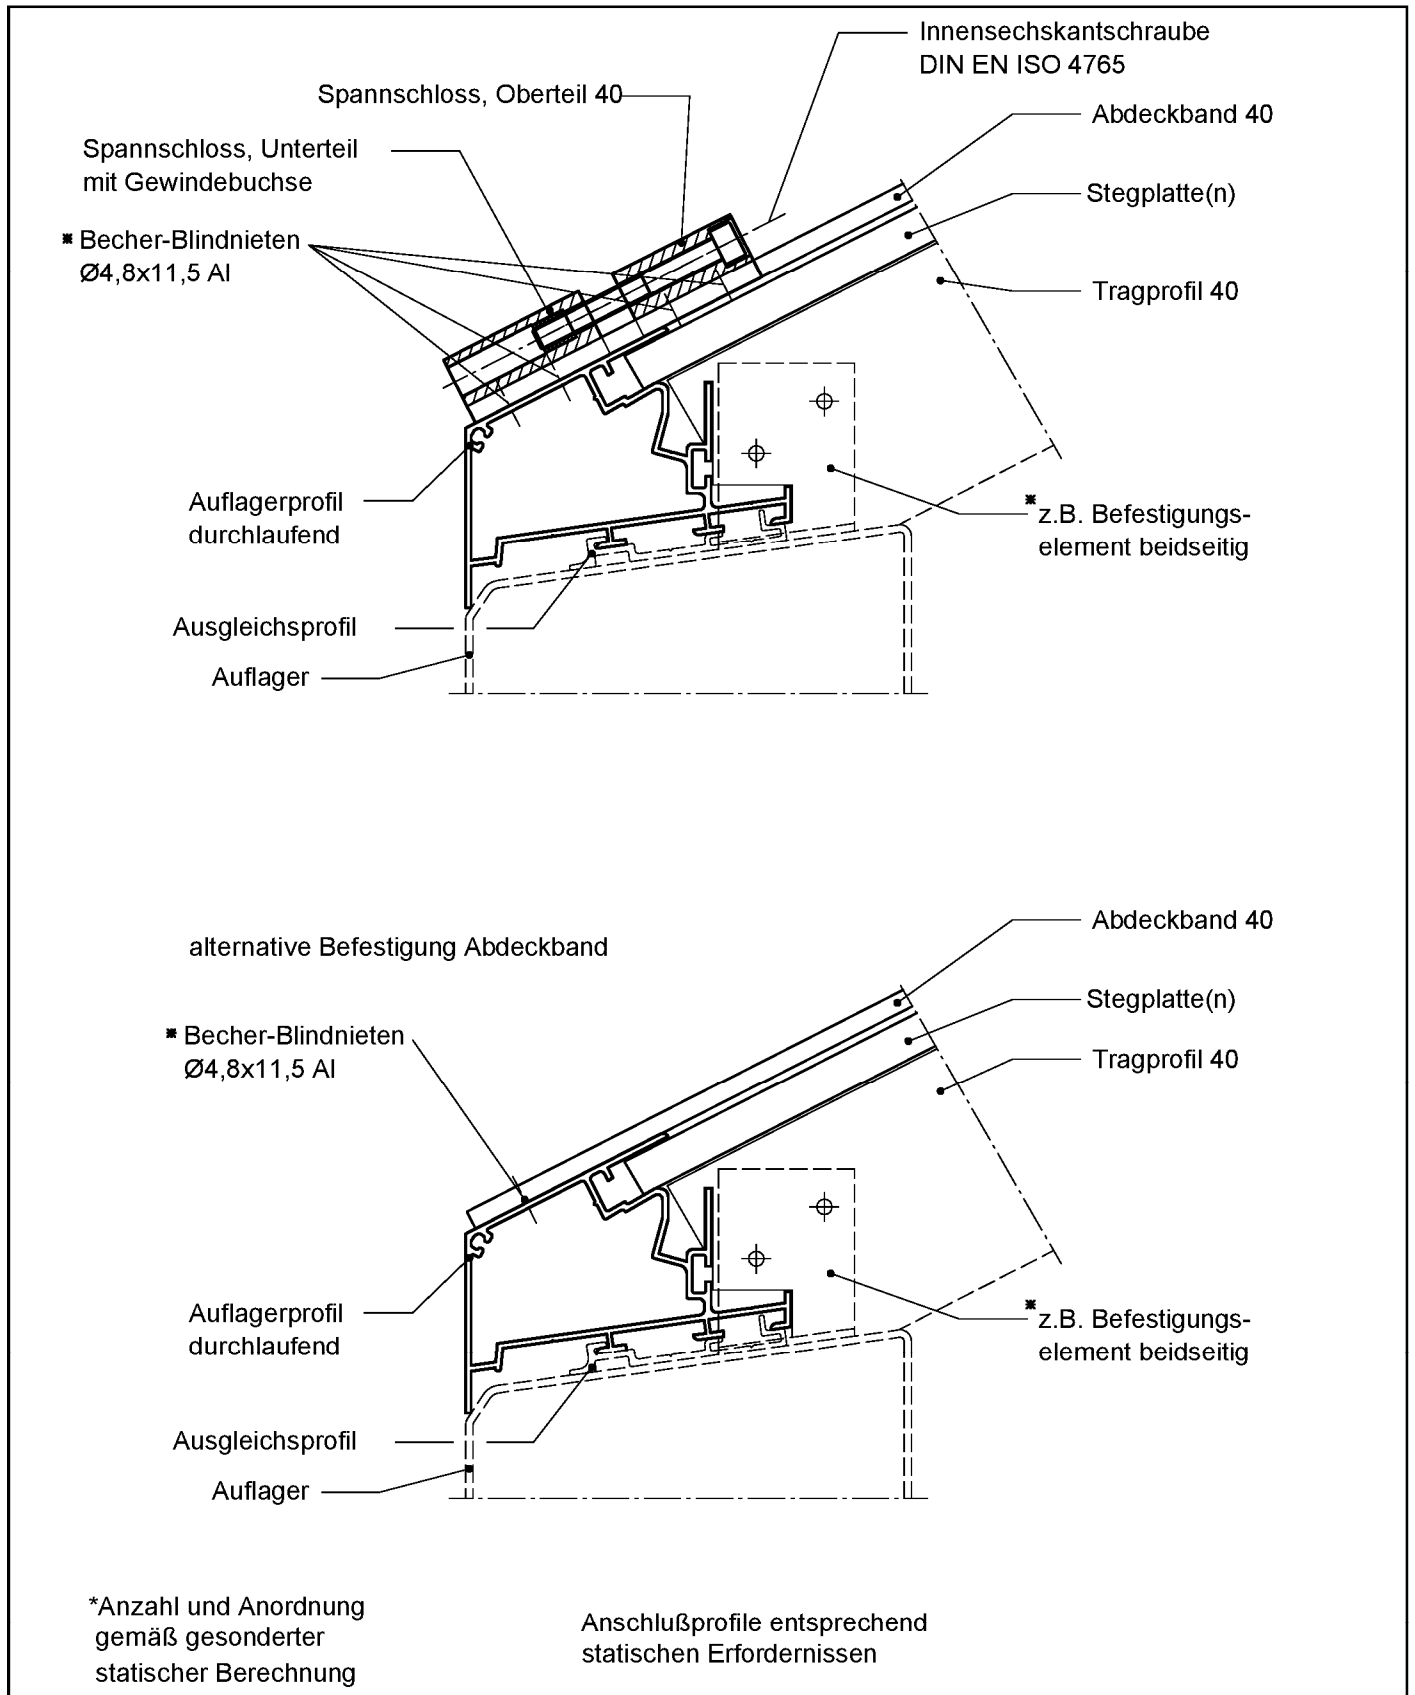 Innensechskantschraube
DIN EN ISO 4765
Spannschloss, Oberteil 40
Abdeckband 40
Spannschloss, Unterteil
mit Gewindebuchse
Stegplatte(n)
* Becher-Blindnieten
Ø4,8x11,5 Al
Tragprofil 40
Auflagerprofil
durchlaufend
* z.B. Befestigungs-
element beidseitig
Ausgleichsprofil
Auflager
Abdeckband 40
alternative Befestigung Abdeckband
Stegplatte(n)
* Becher-Blindnieten
Ø4,8x11,5 Al
Tragprofil 40
Auflagerprofil
durchlaufend
* z.B. Befestigungs-
element beidseitig
Ausgleichsprofil
Auflager
*Anzahl und Anordnung
gemäß gesonderter
statischer Berechnung
Anschlußprofile entsprechend
statischen Erfordernissen